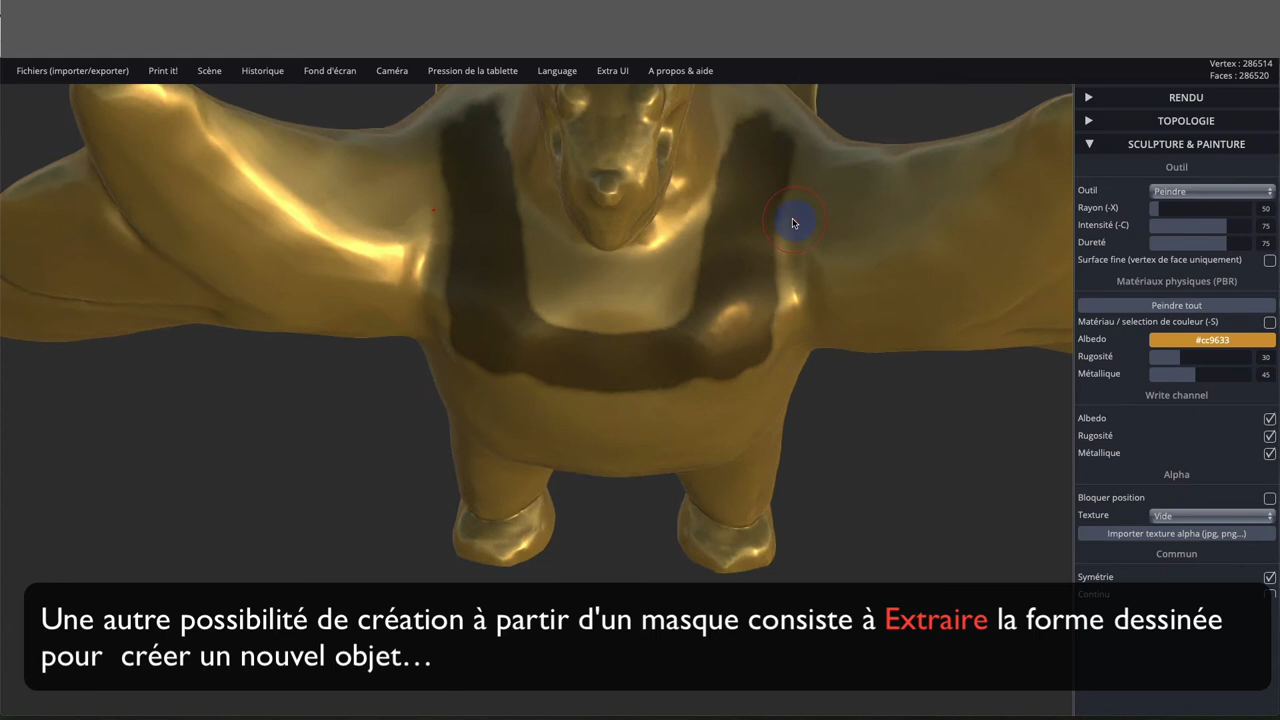 Fichiers (importer/exporter) Print it! Scène Historique Fond d'écran Caméra Pression de la tablette Language Extra UI A propos & aide
Vertex : 286514
Faces : 286520
RENDU
TOPOLOGIE
SCULPTURE & PAINTURE
Outil
Outil Peindre
Rayon (-X) 50
Intensité (-C) 75
Dureté 75
Surface fine (vertex de face uniquement)
Matériaux physiques (PBR)
Peindre tout
Matériau / selection de couleur (-S)
Albedo #cc9633
Rugosité 30
Métallique 45
Write channel
Albedo
Rugosité
Métallique
Alpha
Bloquer position
Texture Vide
Importer texture alpha (jpg, png...)
Commun
Symétrie
Continu
Une autre possibilité de création à partir d'un masque consiste à Extraire la forme dessinée
pour créer un nouvel objet…